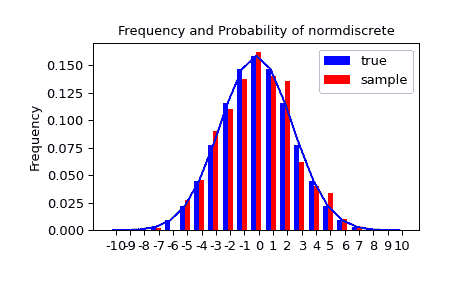 Frequency and Probability of normdiscrete
true
sample
Frequency
0.150
0.125
0.100
0.075
0.050
0.025
0.000
-10 -9 -8 -7 -6 -5 -4 -3 -2 -1 0 1 2 3 4 5 6 7 8 9 10